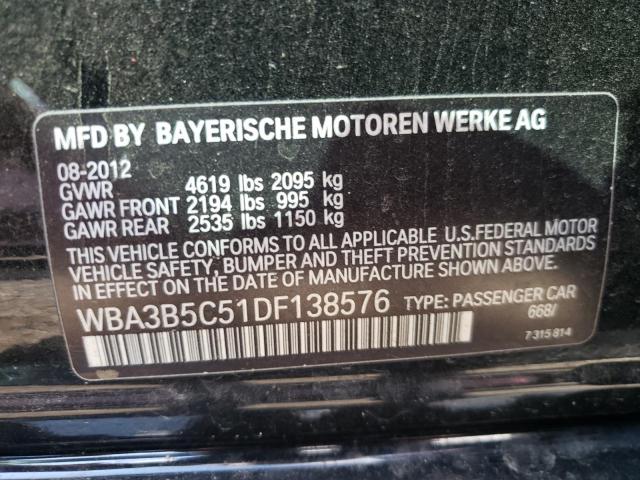 MFD BY BAYERISCHE MOTOREN WERKE AG
08-2012
GVWR 4619 lbs 2095 kg
GAWR FRONT 2194 lbs 995 kg
GAWR REAR 2535 lbs 1150 kg
THIS VEHICLE CONFORMS TO ALL APPLICABLE U.S.FEDERAL MOTOR
VEHICLE SAFETY, BUMPER AND THEFT PREVENTION STANDARDS
IN EFFECT ON THE DATE OF MANUFACTURE SHOWN ABOVE.
WBA3B5C51DF138576 TYPE: PASSENGER CAR
668/
7 315 814